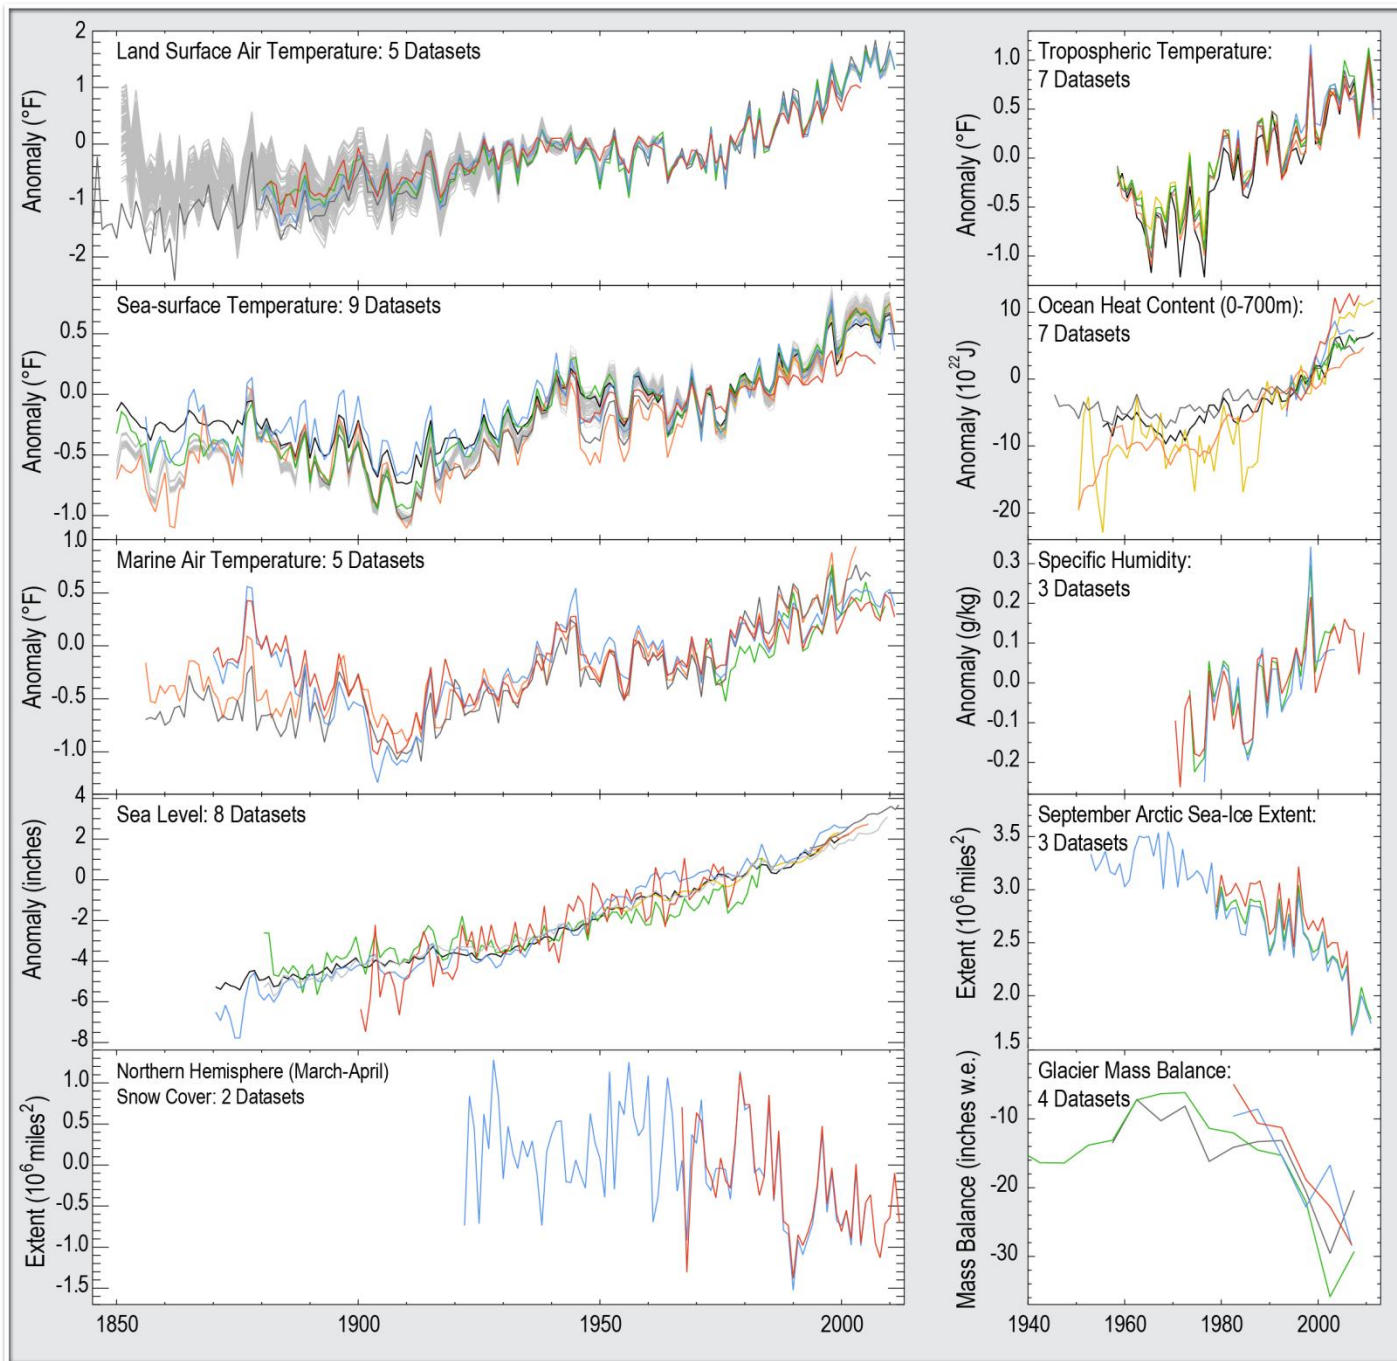 Land Surface Air Temperature: 5 Datasets
Anomaly (°F)
2
1
0
-1
-2
Sea-surface Temperature: 9 Datasets
Anomaly (°F)
0.5
0.0
-0.5
-1.0
Marine Air Temperature: 5 Datasets
Anomaly (°F)
1.0
0.5
0.0
-0.5
-1.0
Sea Level: 8 Datasets
Anomaly (inches)
4
2
0
-2
-4
-6
-8
Northern Hemisphere (March-April)
Snow Cover: 2 Datasets
Extent (10⁶miles²)
1.0
0.5
0.0
-0.5
-1.0
-1.5
1850 1900 1950 2000
Tropospheric Temperature:
7 Datasets
Anomaly (°F)
1.0
0.5
0.0
-0.5
-1.0
Ocean Heat Content (0-700m):
7 Datasets
Anomaly (10²²J)
10
0
-10
-20
Specific Humidity:
3 Datasets
Anomaly (g/kg)
0.3
0.2
0.1
0.0
-0.1
-0.2
September Arctic Sea-Ice Extent:
3 Datasets
Extent (10⁶miles²)
3.5
3.0
2.5
2.0
1.5
Glacier Mass Balance:
4 Datasets
Mass Balance (inches w.e.)
-10
-20
-30
1940 1960 1980 2000